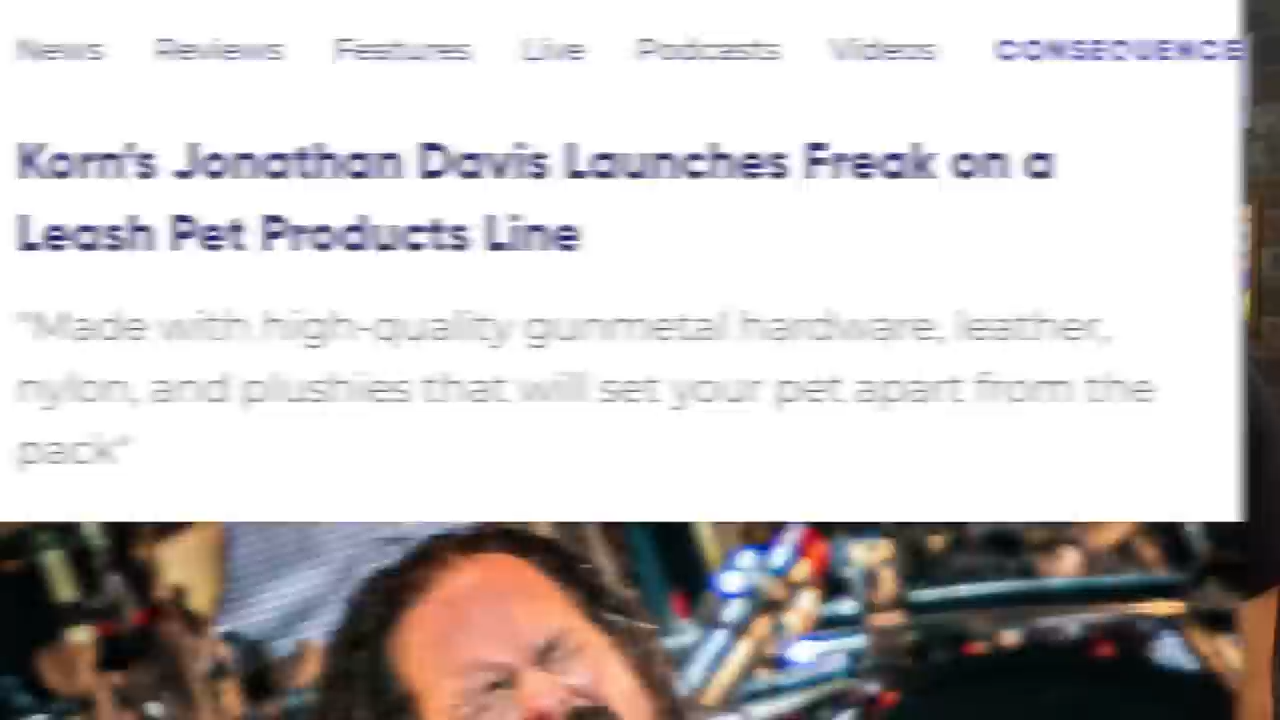 News Reviews Features Live Podcasts Videos CONSEQUENCE
Korn's Jonathan Davis Launches Freak on a
Leash Pet Products Line
"Made with high-quality gunmetal hardware, leather,
nylon, and plushies that will set your pet apart from the
pack"